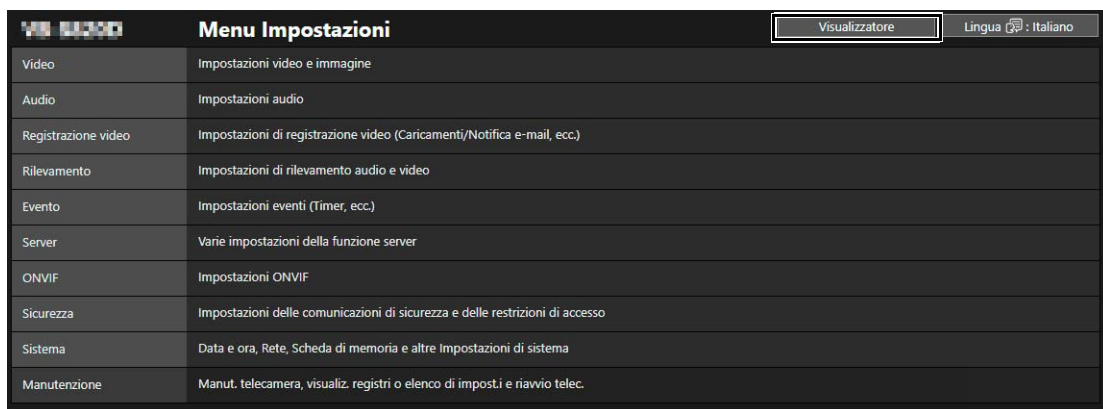 Menu Impostazioni Visualizzatore Lingua : Italiano
Video Impostazioni video e immagine
Audio Impostazioni audio
Registrazione video Impostazioni di registrazione video (Caricamenti/Notifica e-mail, ecc.)
Rilevamento Impostazioni di rilevamento audio e video
Evento Impostazioni eventi (Timer, ecc.)
Server Varie impostazioni della funzione server
ONVIF Impostazioni ONVIF
Sicurezza Impostazioni delle comunicazioni di sicurezza e delle restrizioni di accesso
Sistema Data e ora, Rete, Scheda di memoria e altre Impostazioni di sistema
Manutenzione Manut. telecamera, visualiz. registri o elenco di impost.i e riavvio telec.